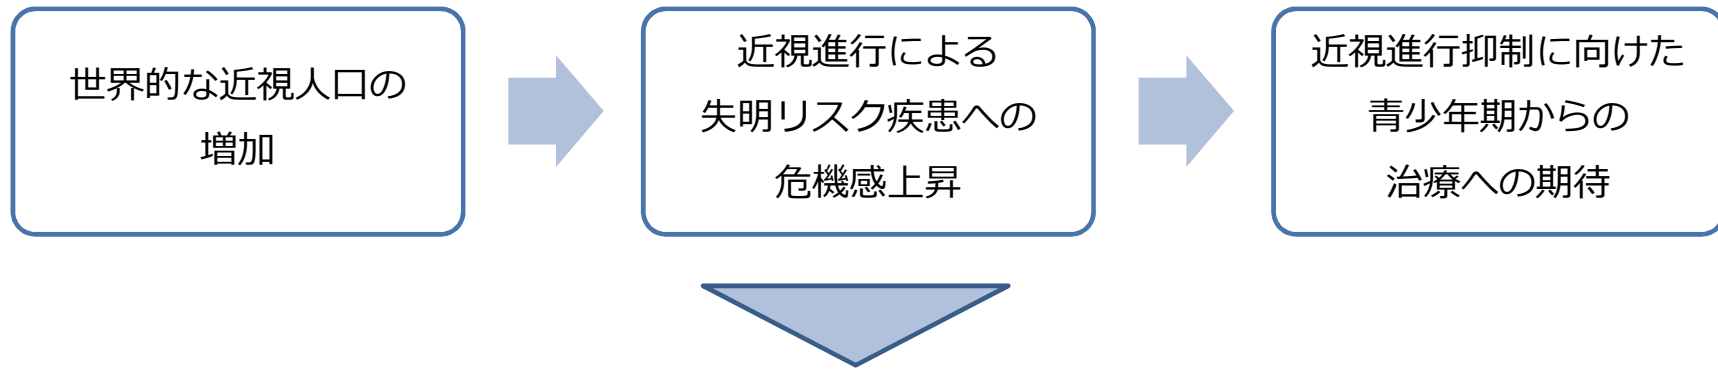 世界的な近視人口の
増加
近視進行による
失明リスク疾患への
危機感上昇
近視進行抑制に向けた
青少年期からの
治療への期待